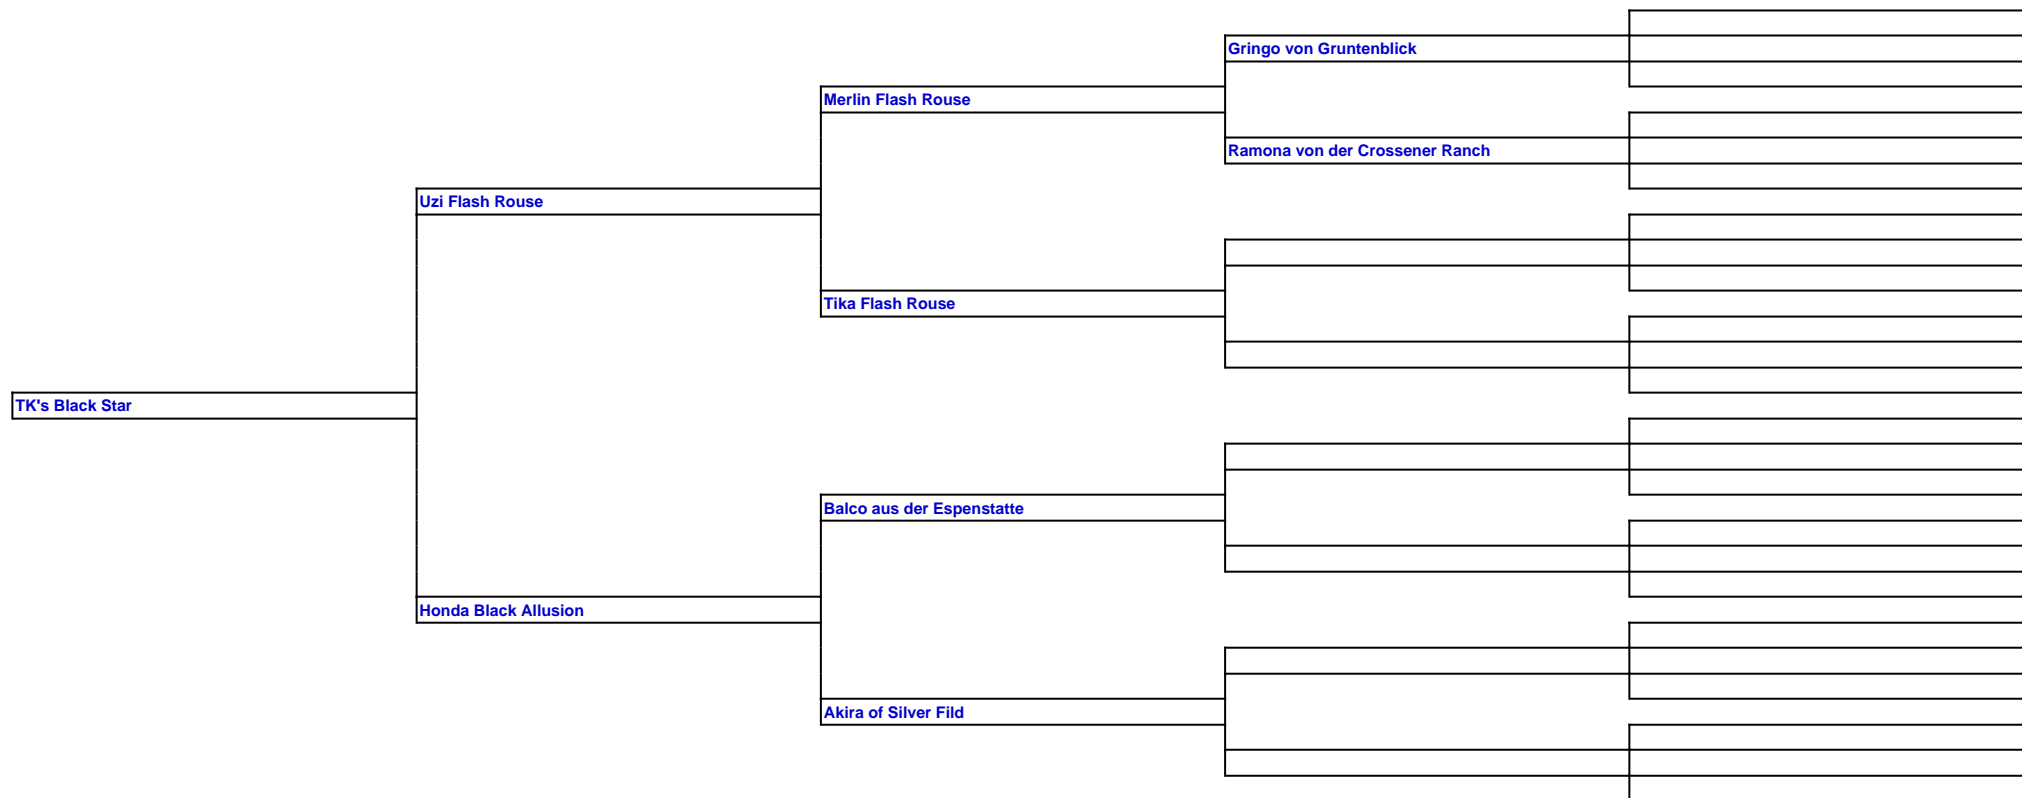 Gringo von Gruntenblick
Merlin Flash Rouse
Ramona von der Crossener Ranch
Uzi Flash Rouse
Tika Flash Rouse
TK's Black Star
Balco aus der Espenstatte
Honda Black Allusion
Akira of Silver Fild